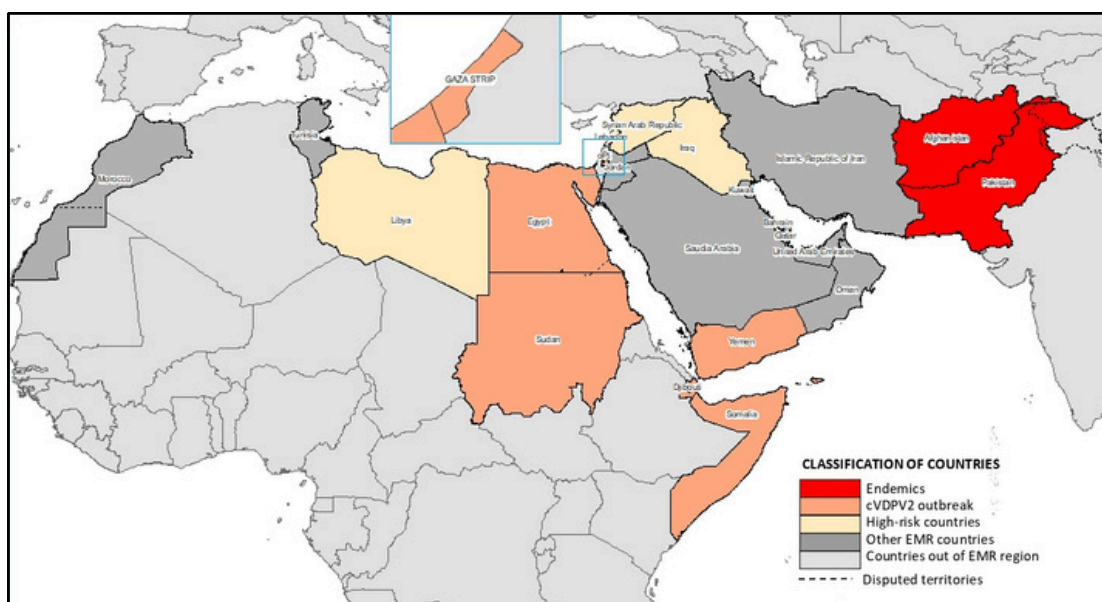 GAZA STRIP
Tunisia
Syrian Arab Republic
Lebanon
Afghanistan
Morocco
Iraq
Islamic Republic of Iran
Jordan
Pakistan
Kuwait
Libya
Egypt
Bahrain
Qatar
Saudi Arabia
United Arab Emirates
Oman
Sudan
Yemen
Djibouti
Somalia
CLASSIFICATION OF COUNTRIES
Endemics
cVDPV2 outbreak
High-risk countries
Other EMR countries
Countries out of EMR region
Disputed territories